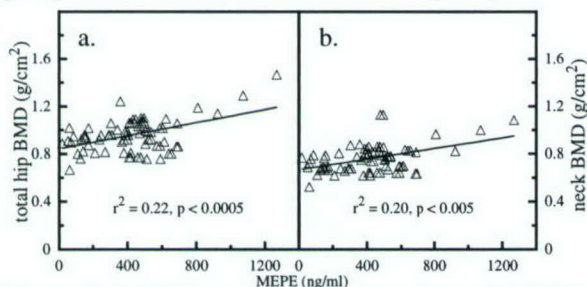 a.
b.
total hip BMD (g/cm²)
1.6
1.2
0.8
0.4
0
r² = 0.22, p < 0.0005
r² = 0.20, p < 0.005
neck BMD (g/cm²)
1.6
1.2
0.8
0.4
0
0 400 800 1200 0 400 800 1200
MEPE (ng/ml)